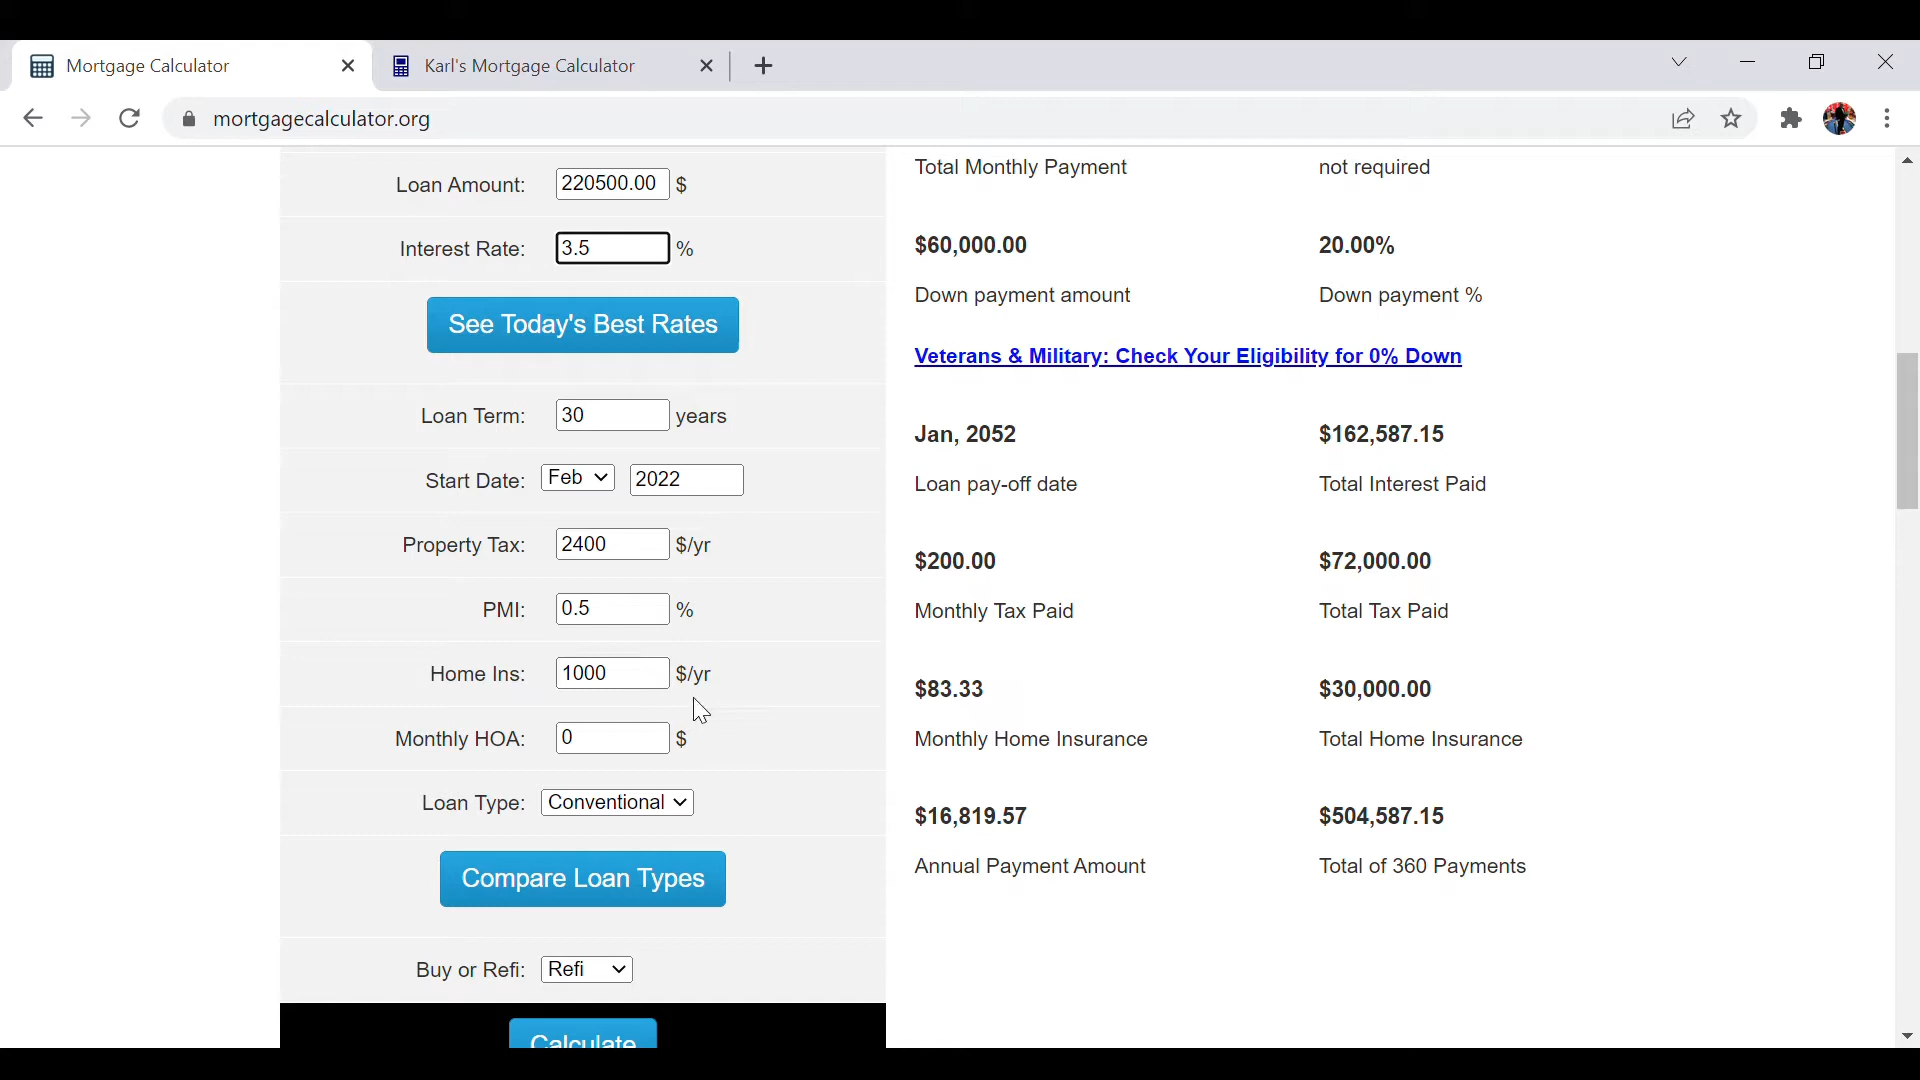 Mortgage Calculator
Karl's Mortgage Calculator
mortgagecalculator.org
Loan Amount: 220500.00 $
Interest Rate: 3.5 %
See Today's Best Rates
Loan Term: 30 years
Start Date: Feb 2022
Property Tax: 2400 $/yr
PMI: 0.5 %
Home Ins: 1000 $/yr
Monthly HOA: 0 $
Loan Type: Conventional
Compare Loan Types
Buy or Refi: Refi
Calculate
Total Monthly Payment not required
$60,000.00 20.00%
Down payment amount Down payment %
Veterans & Military: Check Your Eligibility for 0% Down
Jan, 2052 $162,587.15
Loan pay-off date Total Interest Paid
$200.00 $72,000.00
Monthly Tax Paid Total Tax Paid
$83.33 $30,000.00
Monthly Home Insurance Total Home Insurance
$16,819.57 $504,587.15
Annual Payment Amount Total of 360 Payments